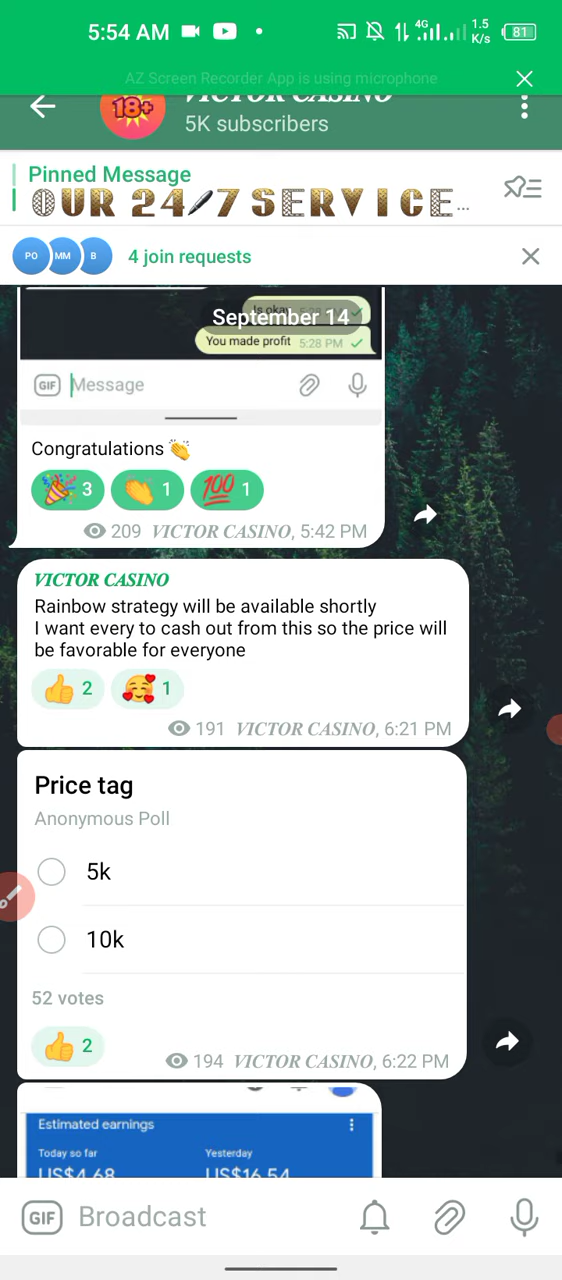 5:54 AM
4G
1.5
K/s
81
AZ Screen Recorder App is using microphone
18+
VICTOR CASINO
5K subscribers
Pinned Message
OUR 24/7 SERVICE...
PO MM B 4 join requests
Is okay
September 14
You made profit 5:28 PM
GIF Message
Congratulations 👏
🎉 3 👏 1 💯 1
209 VICTOR CASINO, 5:42 PM
VICTOR CASINO
Rainbow strategy will be available shortly
I want every to cash out from this so the price will
be favorable for everyone
👍 2 🥰 1
191 VICTOR CASINO, 6:21 PM
Price tag
Anonymous Poll
5k
10k
52 votes
👍 2
194 VICTOR CASINO, 6:22 PM
Estimated earnings
Today so far Yesterday
US$4.68 US$16.54
GIF Broadcast